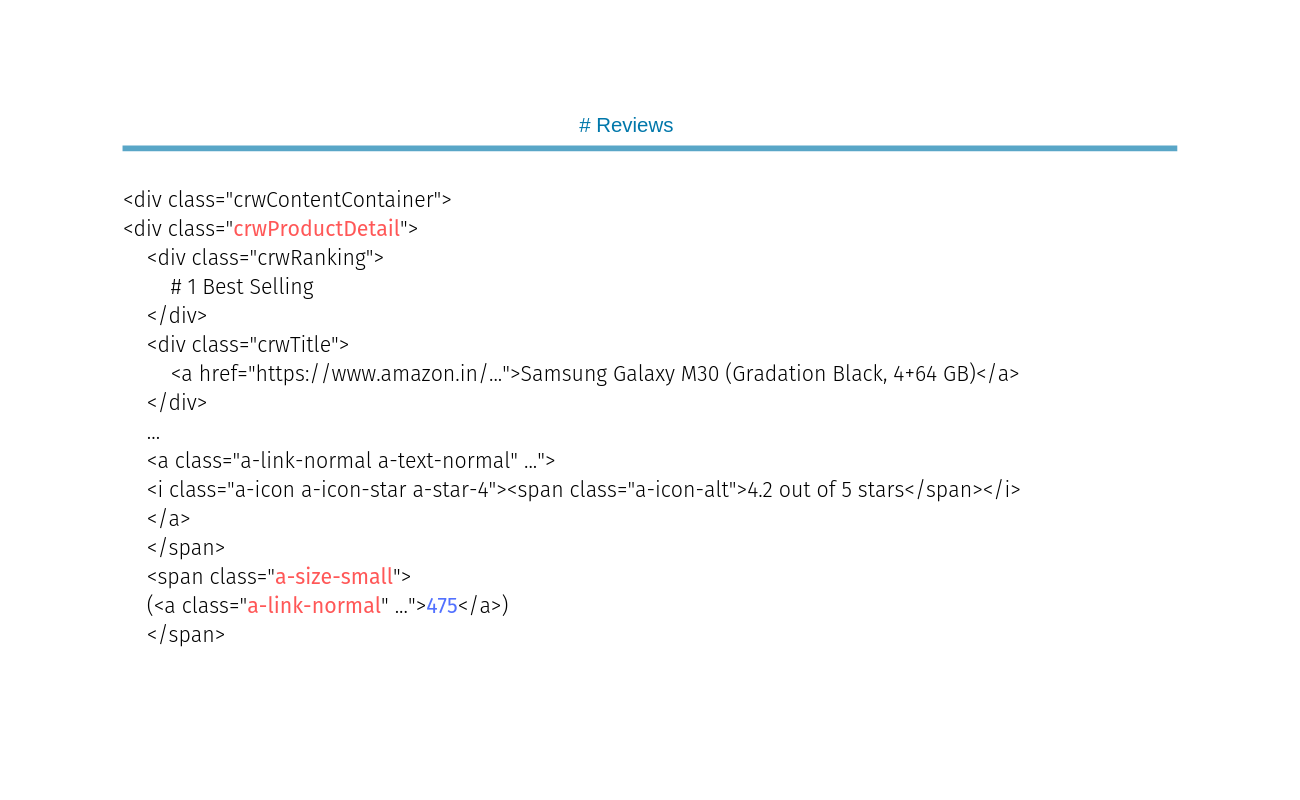 # Reviews
<div class="crwContentContainer">
<div class="crwProductDetail">
<div class="crwRanking">
# 1 Best Selling
</div>
<div class="crwTitle">
<a href="https://www.amazon.in/...">Samsung Galaxy M30 (Gradation Black, 4+64 GB)</a>
</div>
...
<a class="a-link-normal a-text-normal" ...">
<i class="a-icon a-icon-star a-star-4"><span class="a-icon-alt">4.2 out of 5 stars</span></i>
</a>
</span>
<span class="a-size-small">
(<a class="a-link-normal" ...">475</a>)
</span>